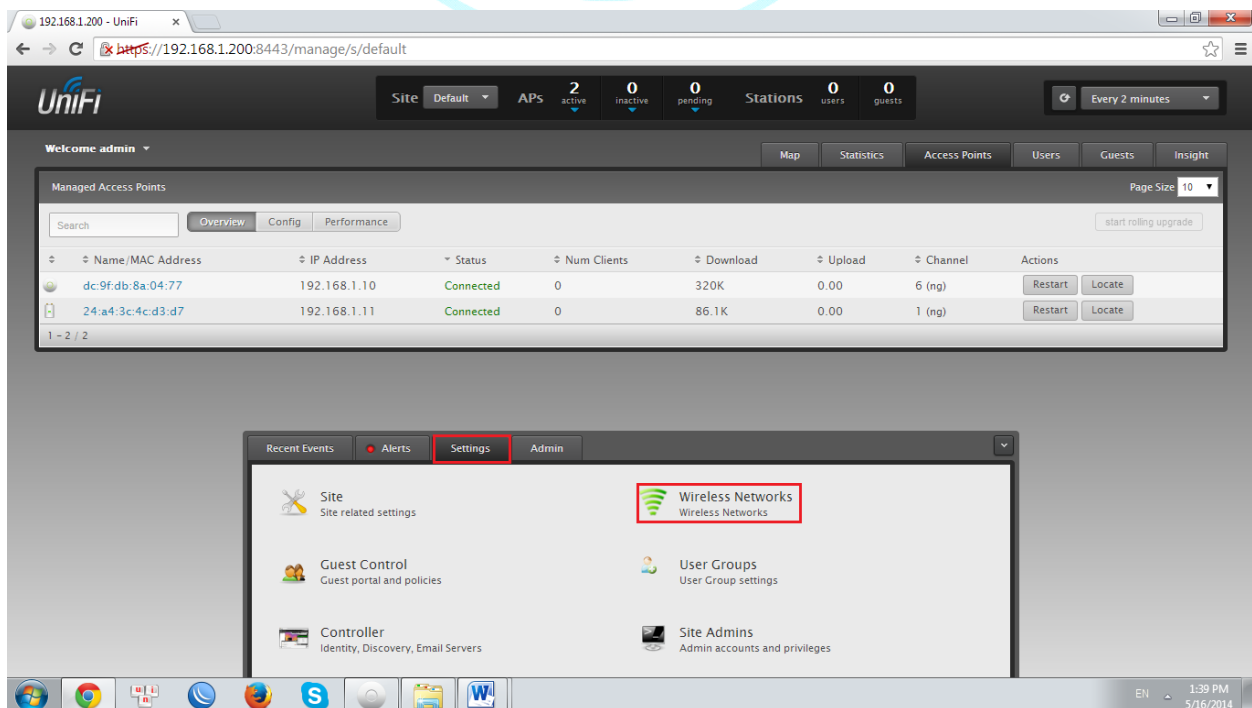 192.168.1.200 - UniFi x
https://192.168.1.200:8443/manage/s/default
UniFi Site Default APs 2 active 0 inactive 0 pending Stations 0 users 0 guests Every 2 minutes
Welcome admin Map Statistics Access Points Users Guests Insight
Managed Access Points Page Size 10
Search Overview Config Performance start rolling upgrade
Name/MAC Address IP Address Status Num Clients Download Upload Channel Actions
dc:9f:db:8a:04:77 192.168.1.10 Connected 0 320K 0.00 6 (ng) Restart Locate
24:a4:3c:4c:d3:d7 192.168.1.11 Connected 0 86.1K 0.00 1 (ng) Restart Locate
1 - 2 / 2
Recent Events Alerts Settings Admin
Site Wireless Networks
Site related settings Wireless Networks
Guest Control User Groups
Guest portal and policies User Group settings
Controller Site Admins
Identity, Discovery, Email Servers Admin accounts and privileges
EN 1:39 PM
5/16/2014